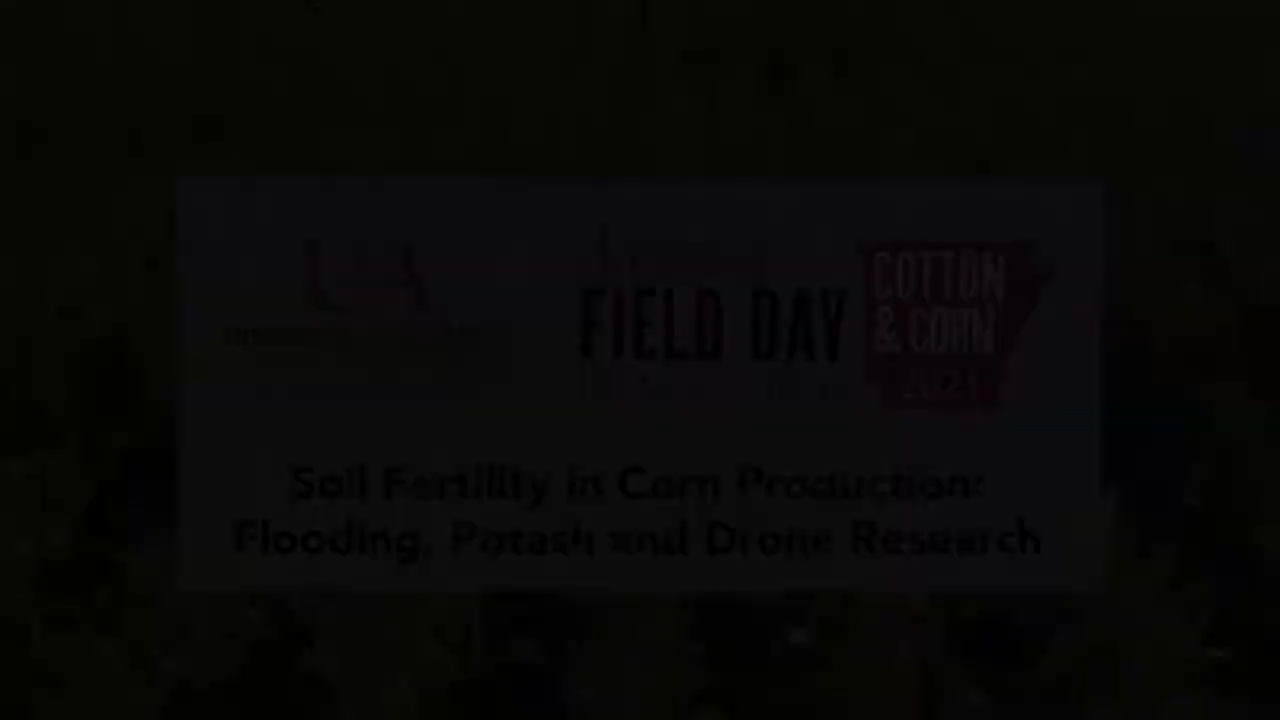 FIELD DAY
COTTON
& CORN
2021
Soil Fertility in Corn Production:
Flooding, Potash and Drone Research